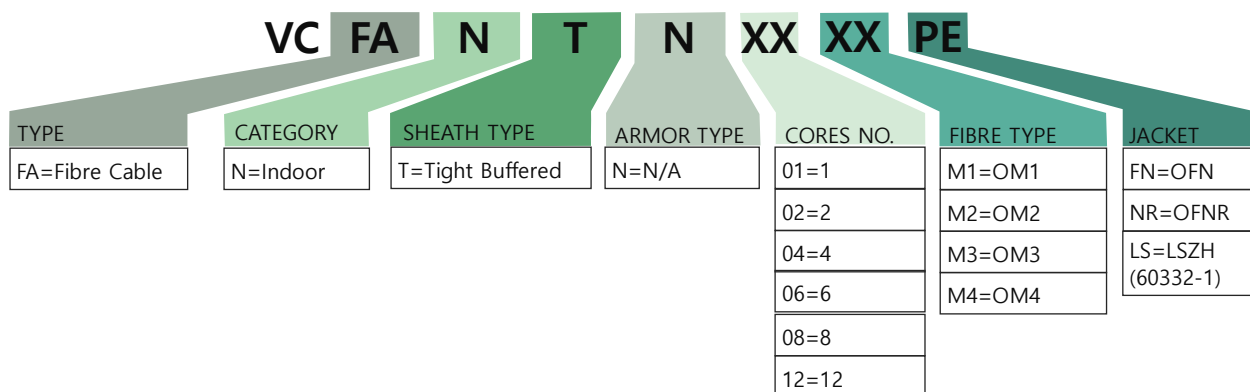 VC FA N T N XX XX PE
TYPE
FA=Fibre Cable
CATEGORY
N=Indoor
SHEATH TYPE
T=Tight Buffered
ARMOR TYPE
N=N/A
CORES NO.
01=1
02=2
04=4
06=6
08=8
12=12
FIBRE TYPE
M1=OM1
M2=OM2
M3=OM3
M4=OM4
JACKET
FN=OFN
NR=OFNR
LS=LSZH
(60332-1)